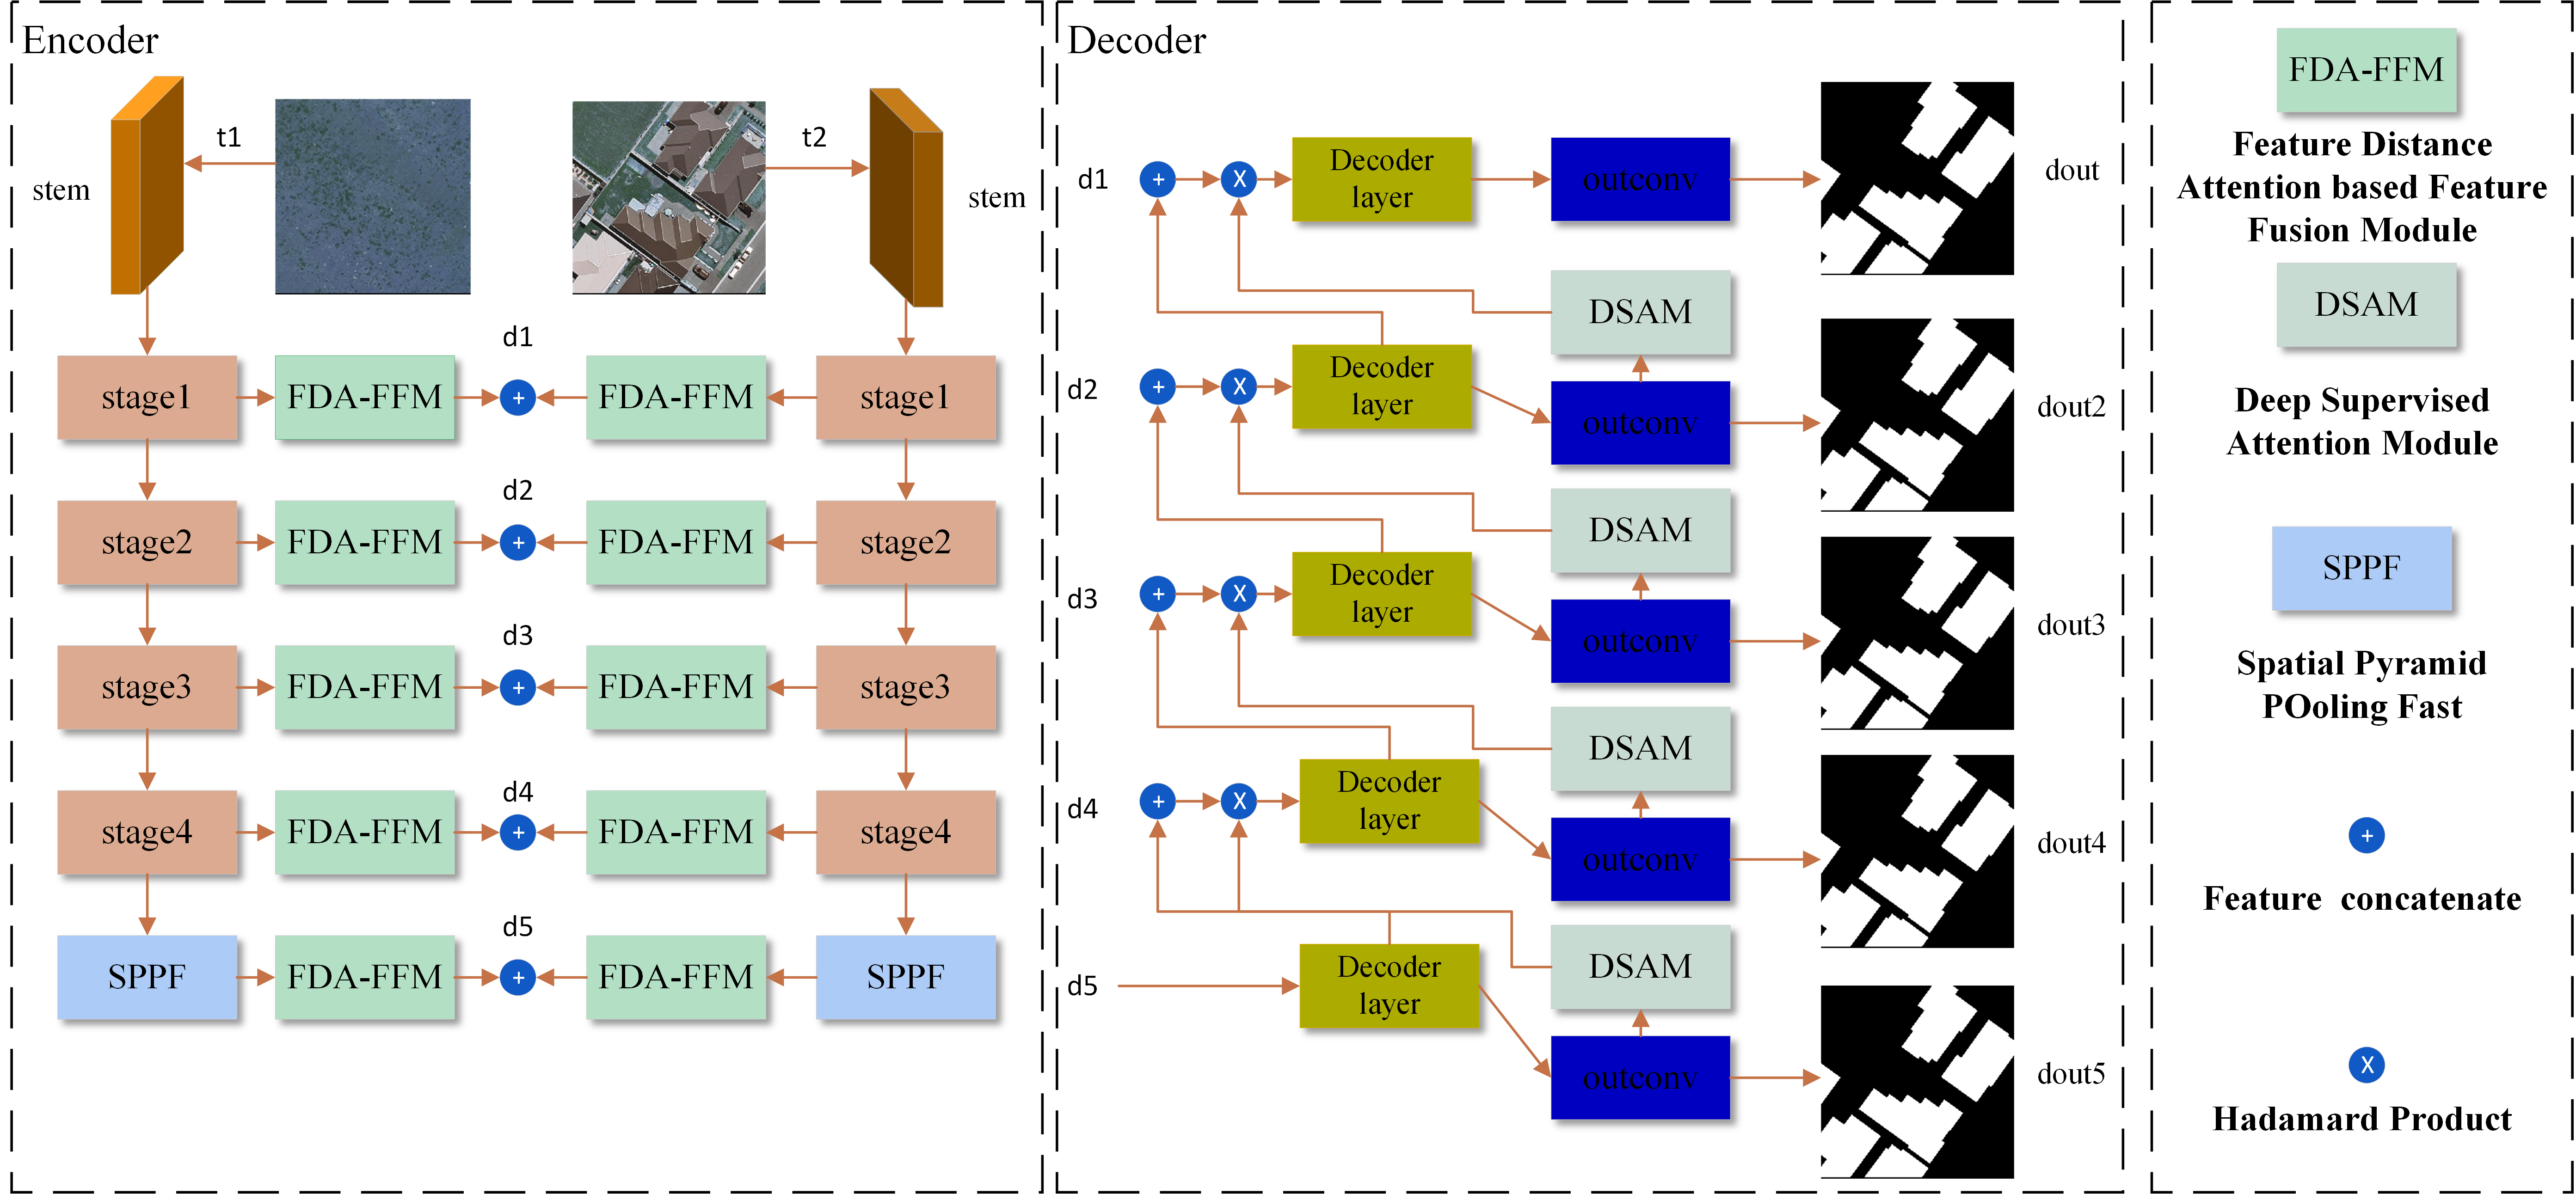 Encoder
t1
t2
stem
stem
d1
stage1
FDA-FFM
+
FDA-FFM
stage1
d2
stage2
FDA-FFM
+
FDA-FFM
stage2
d3
stage3
FDA-FFM
+
FDA-FFM
stage3
d4
stage4
FDA-FFM
+
FDA-FFM
stage4
d5
SPPF
FDA-FFM
+
FDA-FFM
SPPF
Decoder
d1
+
X
Decoder
layer
outconv
dout
DSAM
d2
+
X
Decoder
layer
outconv
dout2
DSAM
d3
+
X
Decoder
layer
outconv
dout3
DSAM
d4
+
X
Decoder
layer
outconv
dout4
DSAM
d5
Decoder
layer
outconv
dout5
FDA-FFM
Feature Distance
Attention based Feature
Fusion Module
DSAM
Deep Supervised
Attention Module
SPPF
Spatial Pyramid
POoling Fast
+
Feature  concatenate
X
Hadamard Product